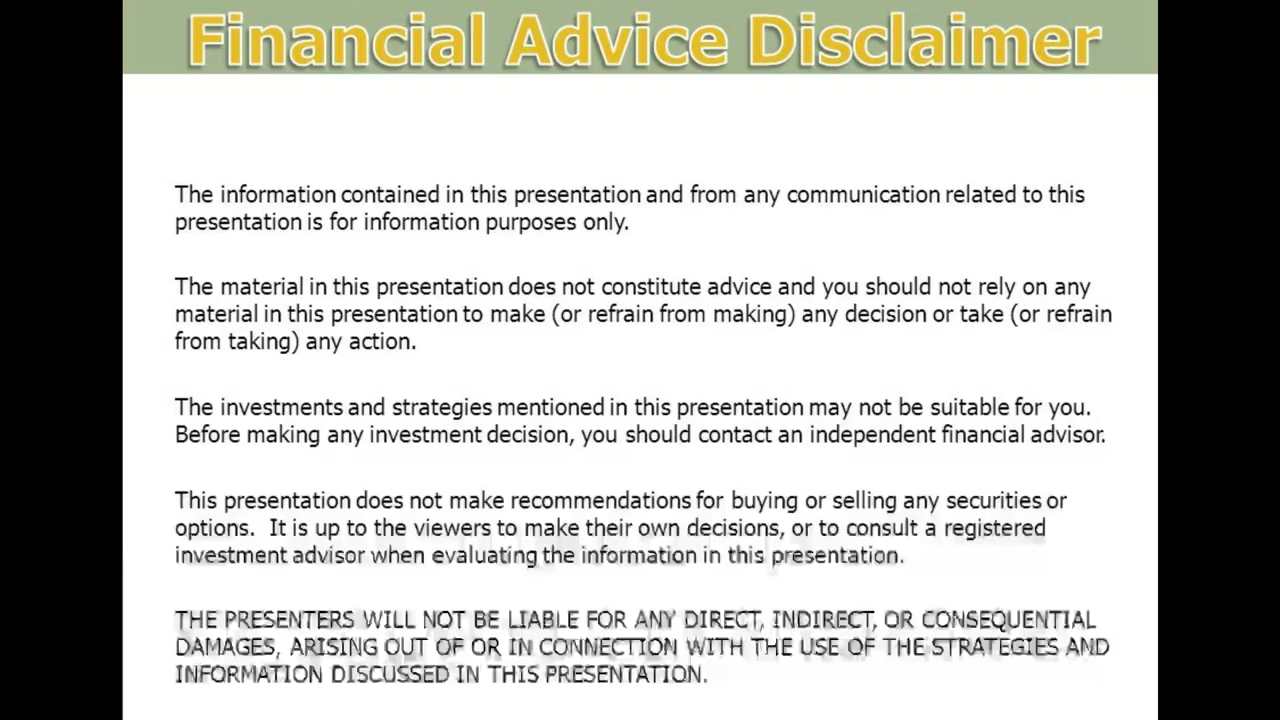 Financial Advice Disclaimer
The information contained in this presentation and from any communication related to this
presentation is for information purposes only.
The material in this presentation does not constitute advice and you should not rely on any
material in this presentation to make (or refrain from making) any decision or take (or refrain
from taking) any action.
The investments and strategies mentioned in this presentation may not be suitable for you.
Before making any investment decision, you should contact an independent financial advisor.
This presentation does not make recommendations for buying or selling any securities or
options.  It is up to the viewers to make their own decisions, or to consult a registered
investment advisor when evaluating the information in this presentation.
THE PRESENTERS WILL NOT BE LIABLE FOR ANY DIRECT, INDIRECT, OR CONSEQUENTIAL
DAMAGES, ARISING OUT OF OR IN CONNECTION WITH THE USE OF THE STRATEGIES AND
INFORMATION DISCUSSED IN THIS PRESENTATION.